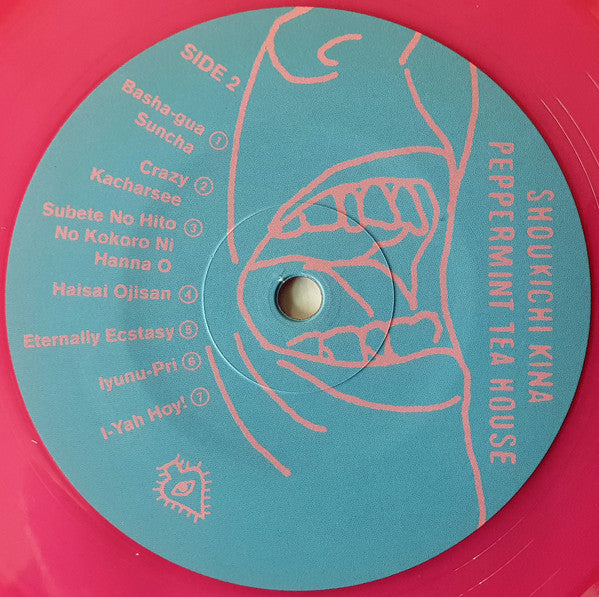 SIDE 2
Basha-gua ①
Suncha
Crazy ②
Kacharsee
Subete No Hito ③
No Kokoro Ni
Hanna O
Haisai Ojisan ④
Eternally Ecstasy ⑤
Iyunu-Pri ⑥
I-Yah Hoy! ⑦
SHOUKICHI KINA
PEPPERMINT TEA HOUSE